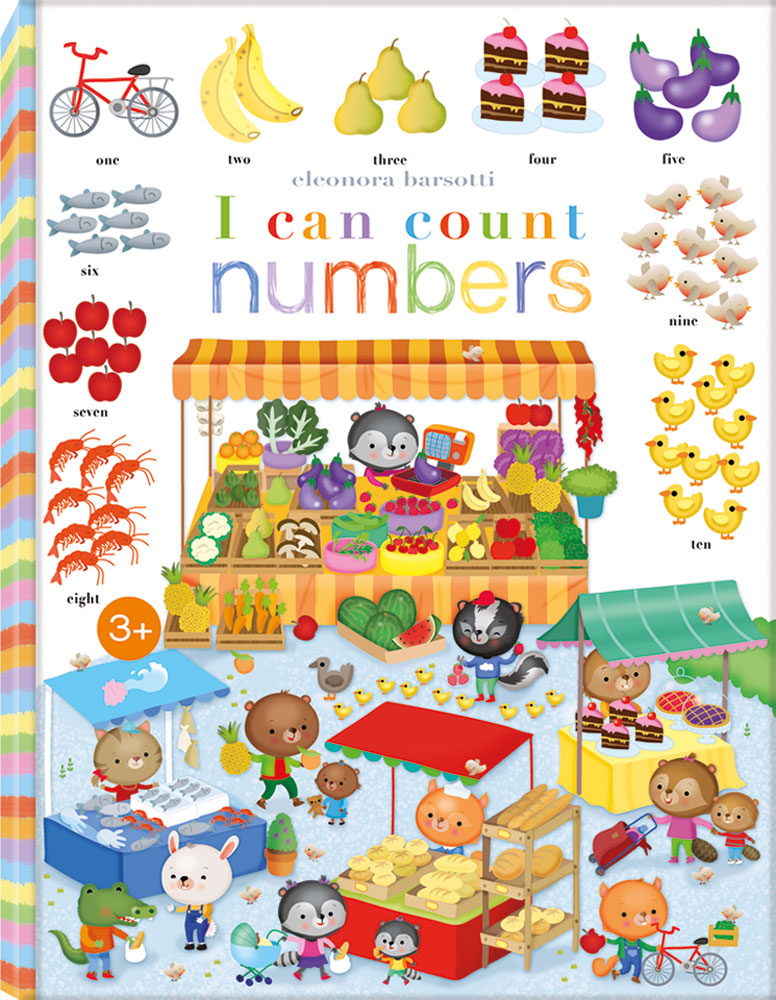 one
two
three
four
five
eleonora barsotti
I can count
numbers
six
nine
seven
ten
eight
3+